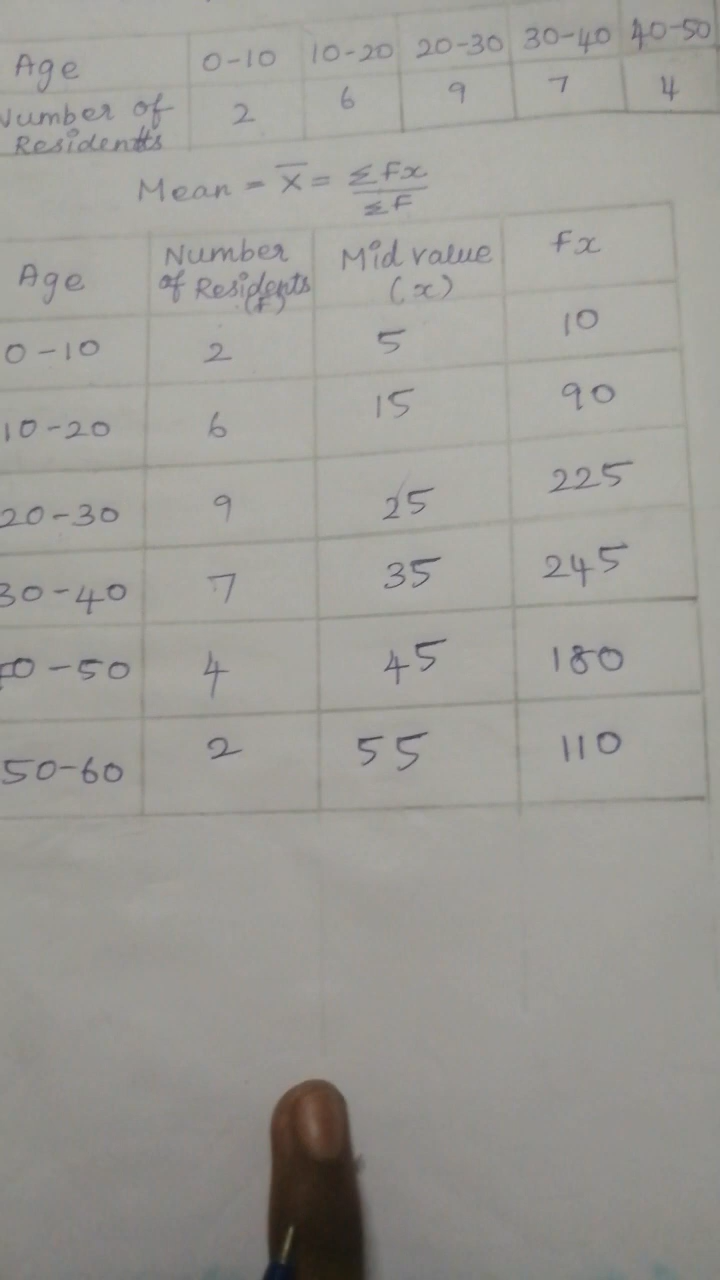 Age 0-10 10-20 20-30 30-40 40-50
Number of Residents 2 6 9 7 4
Mean = X̄ = Σfx / Σf
Age Number of Residents (f) Mid value (x) fx
0-10 2 5 10
10-20 6 15 90
20-30 9 25 225
30-40 7 35 245
40-50 4 45 180
50-60 2 55 110